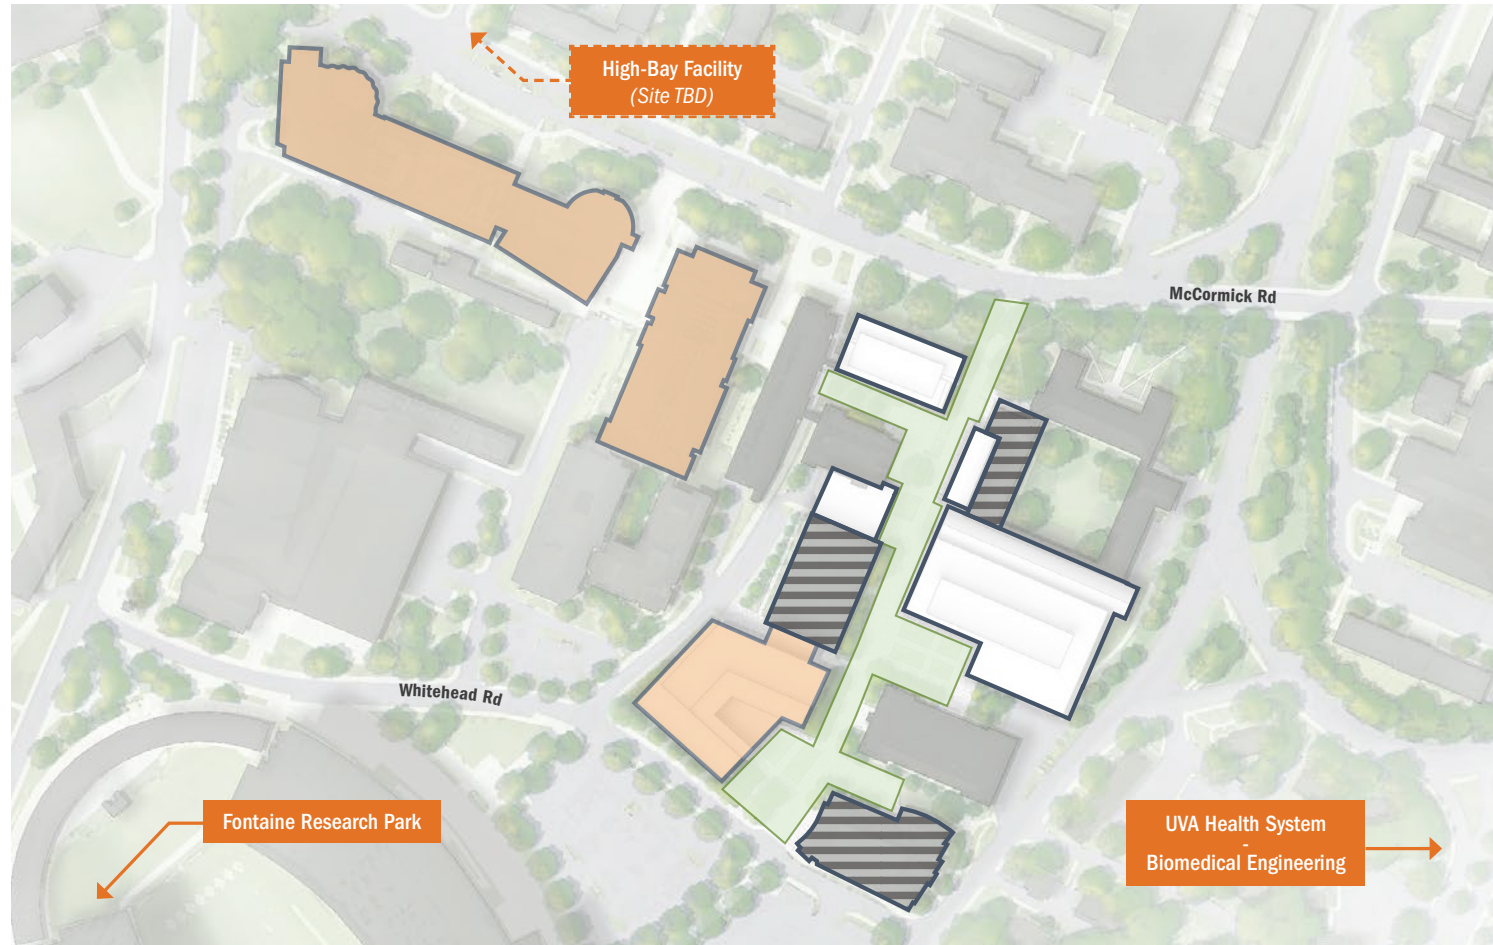 High-Bay Facility
(Site TBD)
McCormick Rd
Whitehead Rd
Fontaine Research Park
UVA Health System
-
Biomedical Engineering